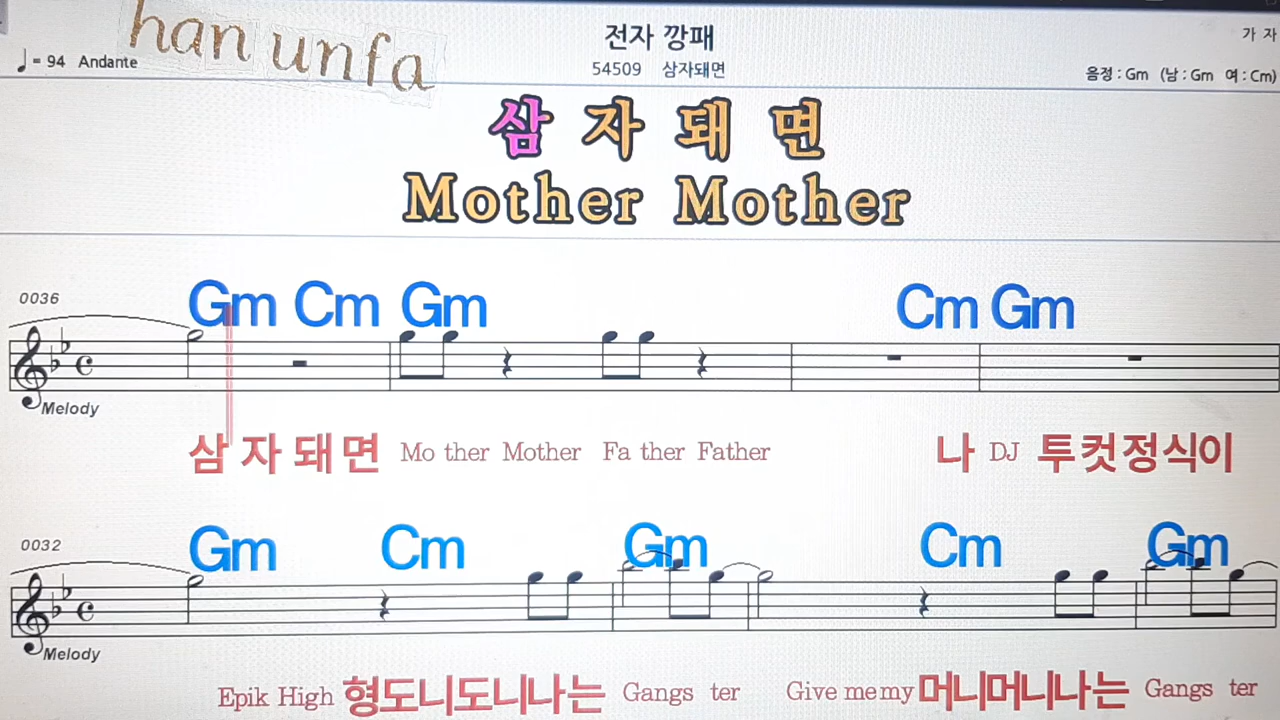 han unfa
전자 깡패
가 자
♩= 94 Andante
54509 삼자돼면
음정 : Gm (남 : Gm 여 : Cm)
삼 자 돼 면
Mother Mother
0036
Gm Cm Gm Cm Gm
Melody
삼 자 돼 면 Mo ther Mother Fa ther Father 나 DJ 투컷정식이
0032
Gm Cm Gm Cm Gm
Melody
Epik High 형도니도니나는 Gangs ter Give me my 머니머니나는 Gangs ter